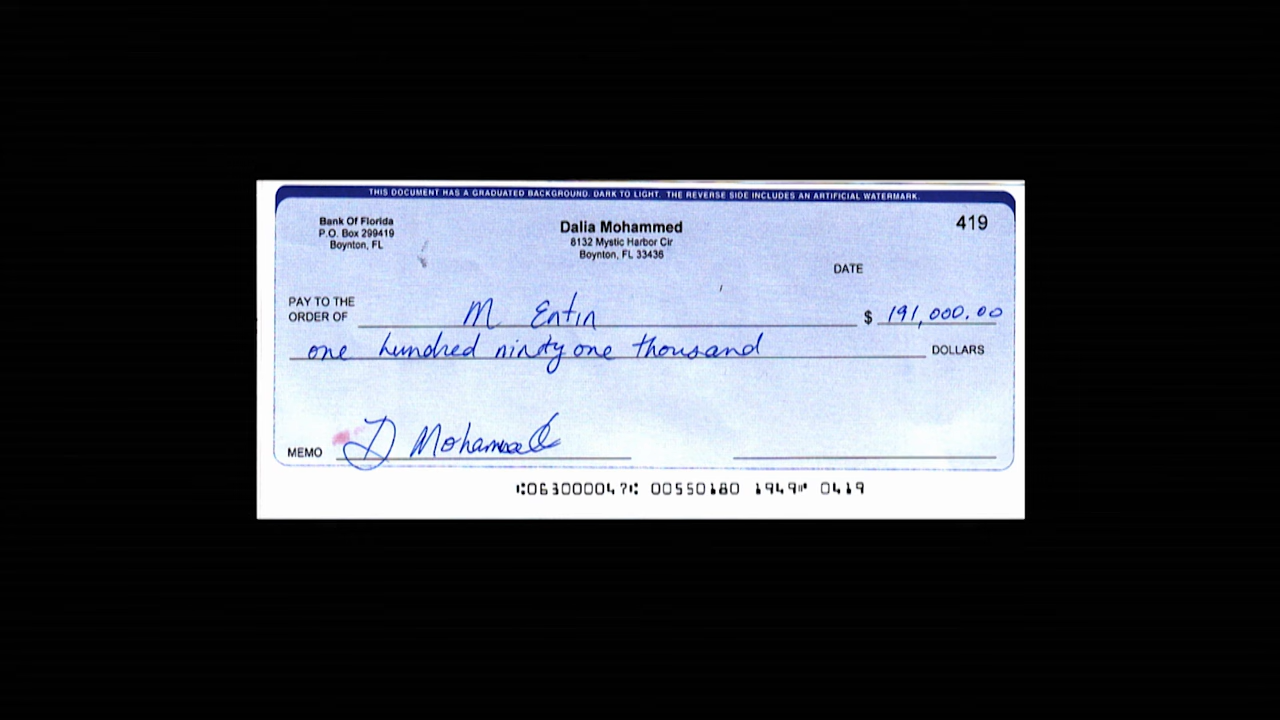 THIS DOCUMENT HAS A GRADUATED BACKGROUND. DARK TO LIGHT. THE REVERSE SIDE INCLUDES AN ARTIFICIAL WATERMARK.
Bank Of Florida
P.O. Box 299419
Boynton, FL
Dalia Mohammed
6132 Mystic Harbor Cir
Boynton, FL 33436
419
DATE
PAY TO THE
ORDER OF M Entin $ 191,000.00
one hundred ninety one thousand DOLLARS
MEMO D Mohammed
⑆063000047⑆ 00550180 1949⑈ 0419